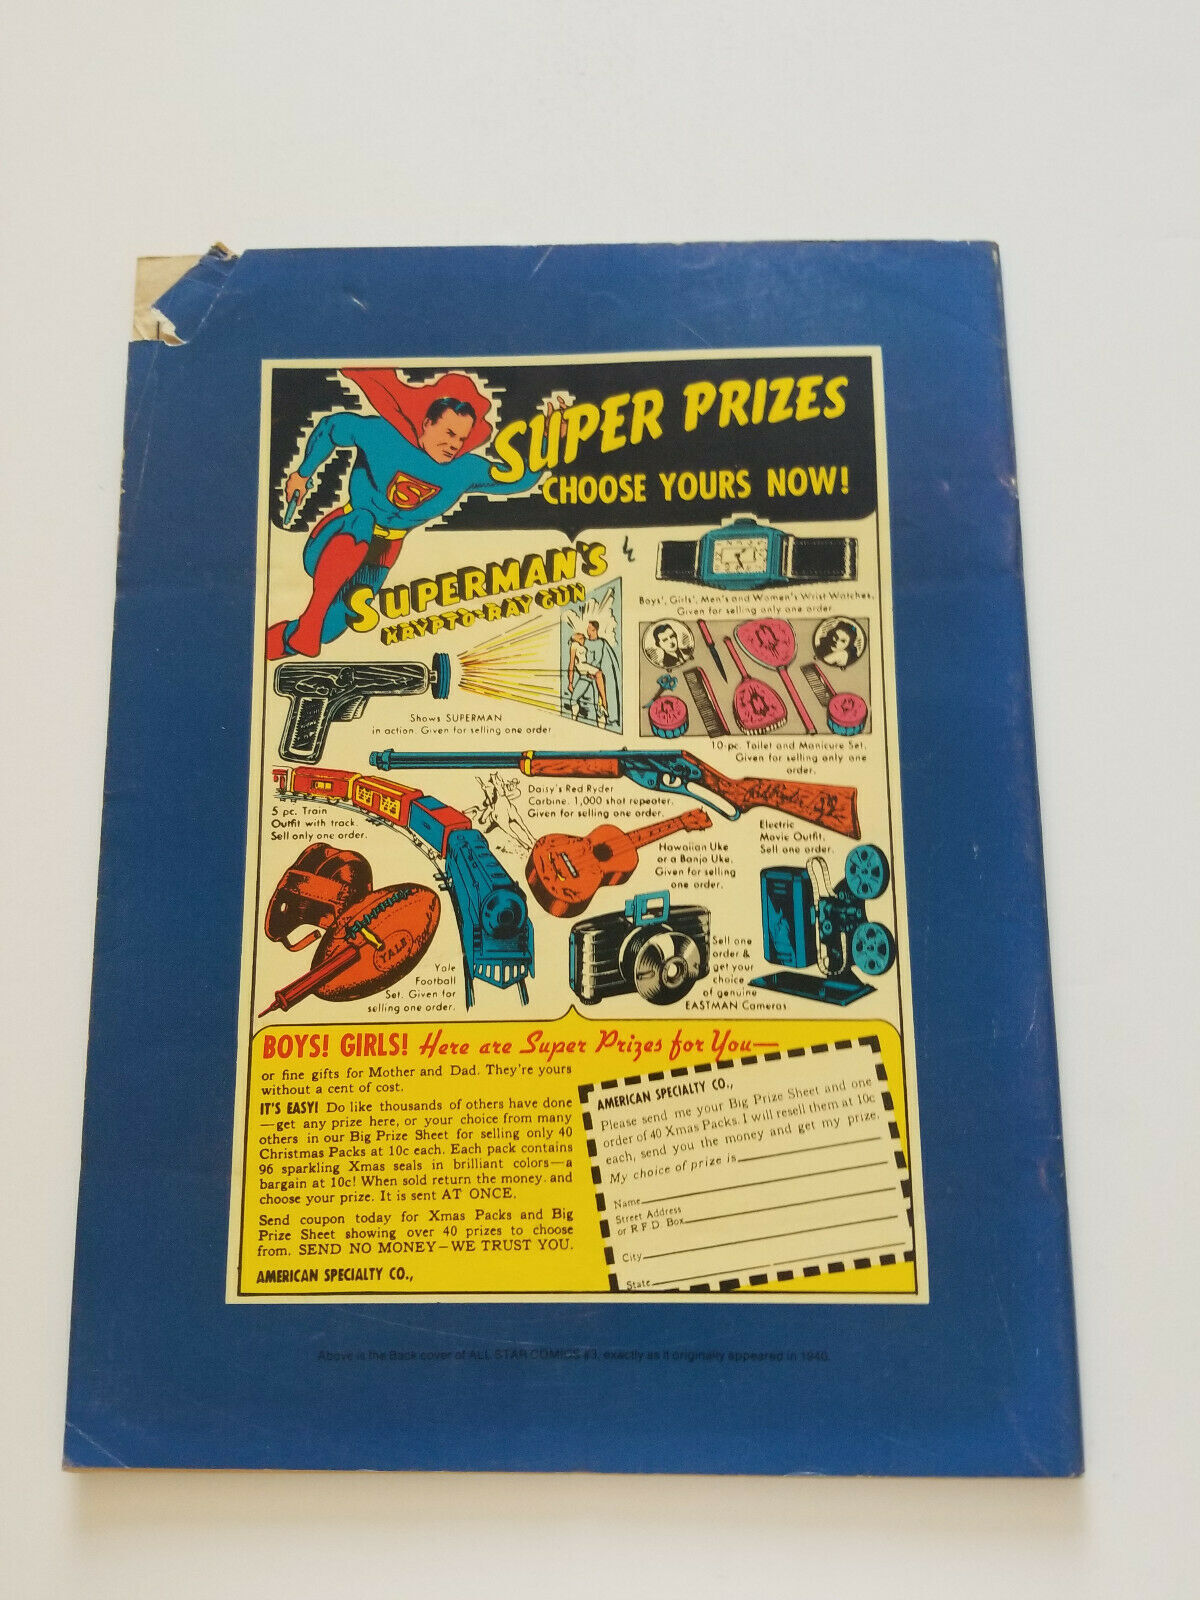 SUPER PRIZES
CHOOSE YOURS NOW!
S
SUPERMAN'S
KRYPTO-RAY GUN
Shows SUPERMAN
in action. Given for selling one order
Boys', Girls', Men's and Women's Wrist Watches.
Given for selling only one order
10-pc. Toilet and Manicure Set.
Given for selling only one
order.
Daisy's Red Ryder
Carbine. 1,000 shot repeater.
Given for selling one order.
5 pc. Train
Outfit with track.
Sell only one order.
Hawaiian Uke
or a Banjo Uke.
Given for selling
one order.
Electric
Movie Outfit.
Sell one order.
YALE
Yale
Football
Set. Given for
selling one order.
Sell one
order &
get your
choice
of genuine
EASTMAN Cameras
BOYS! GIRLS! Here are Super Prizes for You—
or fine gifts for Mother and Dad. They're yours
without a cent of cost.
IT'S EASY! Do like thousands of others have done
—get any prize here, or your choice from many
others in our Big Prize Sheet for selling only 40
Christmas Packs at 10c each. Each pack contains
96 sparkling Xmas seals in brilliant colors—a
bargain at 10c! When sold return the money and
choose your prize. It is sent AT ONCE.
Send coupon today for Xmas Packs and Big
Prize Sheet showing over 40 prizes to choose
from. SEND NO MONEY—WE TRUST YOU.
AMERICAN SPECIALTY CO.,
AMERICAN SPECIALTY CO.,
Please send me your Big Prize Sheet and one
order of 40 Xmas Packs. I will resell them at 10c
each, send you the money and get my prize.
My choice of prize is
Name
Street Address
or R.F.D. Box
City
State
Above is the Back cover of ALL STAR COMICS #3, exactly as it originally appeared in 1940.